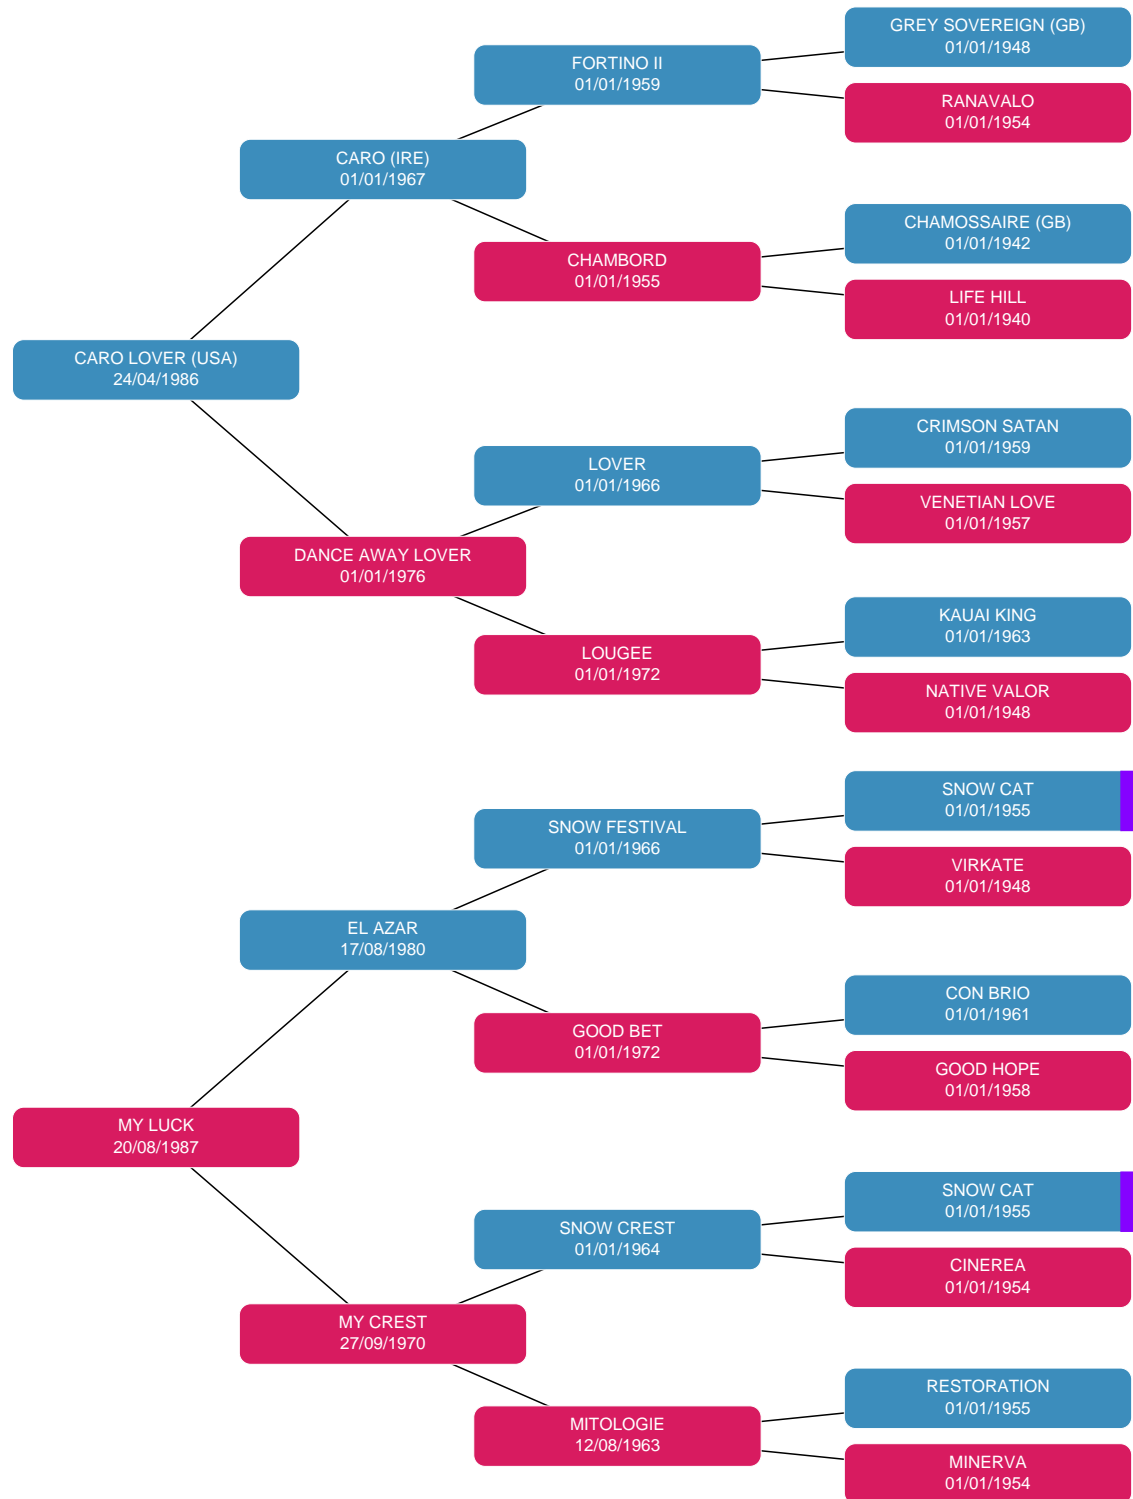 GREY SOVEREIGN (GB)
01/01/1948
FORTINO II
01/01/1959
RANAVALO
01/01/1954
CARO (IRE)
01/01/1967
CHAMOSSAIRE (GB)
01/01/1942
CHAMBORD
01/01/1955
LIFE HILL
01/01/1940
CARO LOVER (USA)
24/04/1986
CRIMSON SATAN
01/01/1959
LOVER
01/01/1966
VENETIAN LOVE
01/01/1957
DANCE AWAY LOVER
01/01/1976
KAUAI KING
01/01/1963
LOUGEE
01/01/1972
NATIVE VALOR
01/01/1948
SNOW CAT
01/01/1955
SNOW FESTIVAL
01/01/1966
VIRKATE
01/01/1948
EL AZAR
17/08/1980
CON BRIO
01/01/1961
GOOD BET
01/01/1972
GOOD HOPE
01/01/1958
MY LUCK
20/08/1987
SNOW CAT
01/01/1955
SNOW CREST
01/01/1964
CINEREA
01/01/1954
MY CREST
27/09/1970
RESTORATION
01/01/1955
MITOLOGIE
12/08/1963
MINERVA
01/01/1954